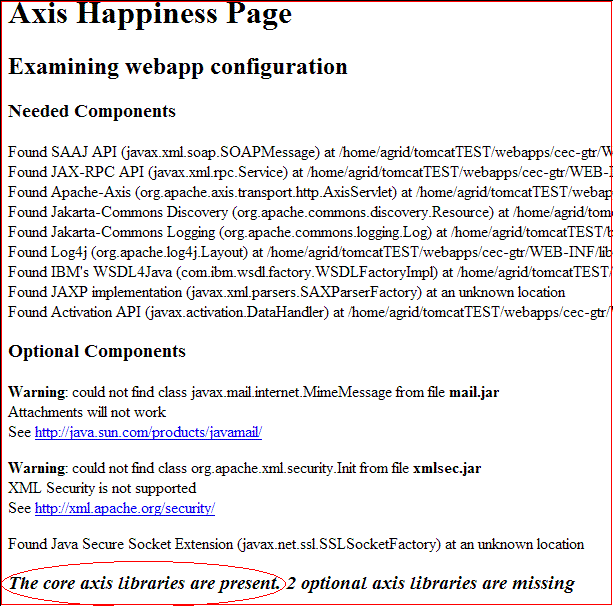 Axis Happiness Page
Examining webapp configuration
Needed Components
Found SAAJ API (javax.xml.soap.SOAPMessage) at /home/agrid/tomcatTEST/webapps/cec-gtr/W
Found JAX-RPC API (javax.xml.rpc.Service) at /home/agrid/tomcatTEST/webapps/cec-gtr/WEB-I
Found Apache-Axis (org.apache.axis.transport.http.AxisServlet) at /home/agrid/tomcatTEST/webap
Found Jakarta-Commons Discovery (org.apache.commons.discovery.Resource) at /home/agrid/tom
Found Jakarta-Commons Logging (org.apache.commons.logging.Log) at /home/agrid/tomcatTEST/b
Found Log4j (org.apache.log4j.Layout) at /home/agrid/tomcatTEST/webapps/cec-gtr/WEB-INF/lib
Found IBM's WSDL4Java (com.ibm.wsdl.factory.WSDLFactoryImpl) at /home/agrid/tomcatTEST/
Found JAXP implementation (javax.xml.parsers.SAXParserFactory) at an unknown location
Found Activation API (javax.activation.DataHandler) at /home/agrid/tomcatTEST/webapps/cec-gtr/W
Optional Components
Warning: could not find class javax.mail.internet.MimeMessage from file mail.jar
Attachments will not work
See http://java.sun.com/products/javamail/
Warning: could not find class org.apache.xml.security.Init from file xmlsec.jar
XML Security is not supported
See http://xml.apache.org/security/
Found Java Secure Socket Extension (javax.net.ssl.SSLSocketFactory) at an unknown location
The core axis libraries are present. 2 optional axis libraries are missing